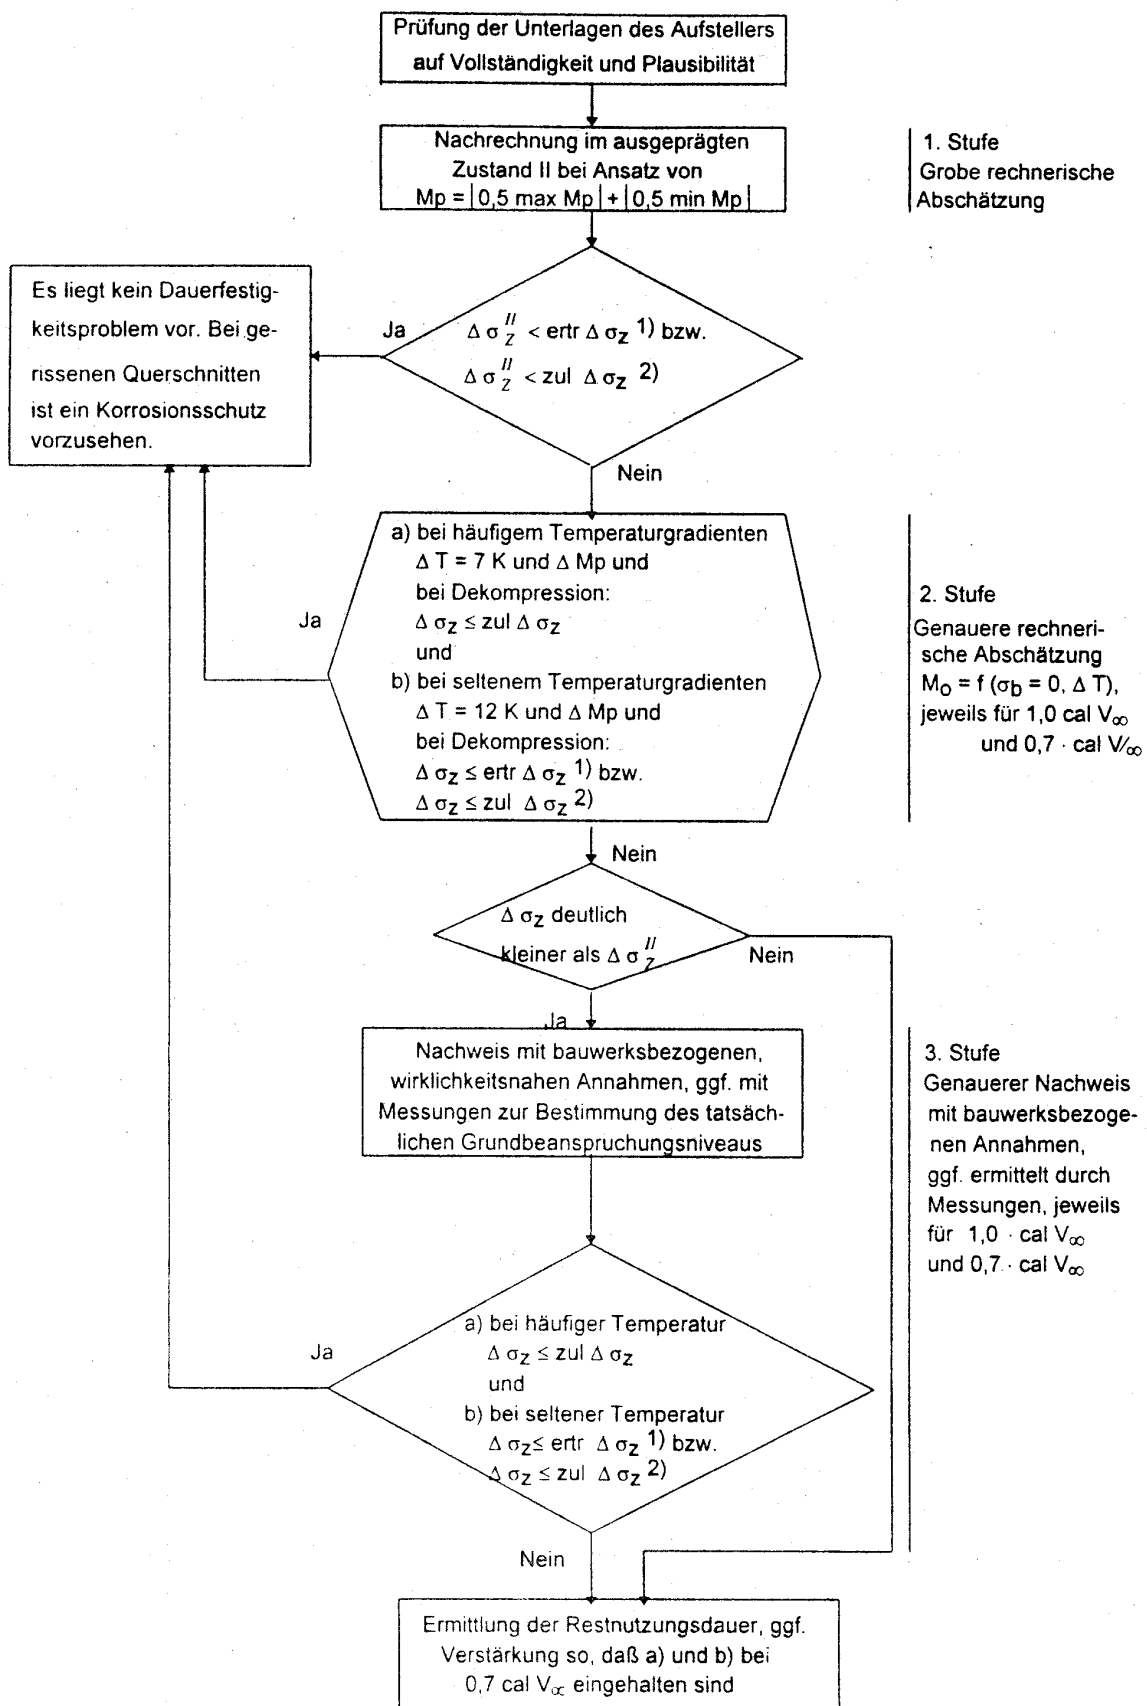 Prüfung der Unterlagen des Aufstellers
auf Vollständigkeit und Plausibilität
Nachrechnung im ausgeprägten
Zustand II bei Ansatz von
Mp = |0,5 max Mp| + |0,5 min Mp|
1. Stufe
Grobe rechnerische
Abschätzung
Es liegt kein Dauerfestig-
keitsproblem vor. Bei ge-
rissenen Querschnitten
ist ein Korrosionsschutz
vorzusehen.
Ja
Δ σ_Z^II < ertr Δ σ_Z 1) bzw.
Δ σ_Z^II < zul Δ σ_Z 2)
Nein
a) bei häufigem Temperaturgradienten
Δ T = 7 K und Δ Mp und
bei Dekompression:
Δ σ_Z ≤ zul Δ σ_Z
und
b) bei seltenem Temperaturgradienten
Δ T = 12 K und Δ Mp und
bei Dekompression:
Δ σ_Z ≤ ertr Δ σ_Z 1) bzw.
Δ σ_Z ≤ zul Δ σ_Z 2)
Ja
2. Stufe
Genauere rechneri-
sche Abschätzung
M_o = f (σ_b = 0, Δ T),
jeweils für 1,0 cal V_∞
und 0,7 · cal V/_∞
Nein
Δ σ_Z deutlich
kleiner als Δ σ_Z^II
Nein
Ja
Nachweis mit bauwerksbezogenen,
wirklichkeitsnahen Annahmen, ggf. mit
Messungen zur Bestimmung des tatsäch-
lichen Grundbeanspruchungsniveaus
3. Stufe
Genauerer Nachweis
mit bauwerksbezoge-
nen Annahmen,
ggf. ermittelt durch
Messungen, jeweils
für 1,0 · cal V_∞
und 0,7 · cal V_∞
Ja
a) bei häufiger Temperatur
Δ σ_Z ≤ zul Δ σ_Z
und
b) bei seltener Temperatur
Δ σ_Z ≤ ertr Δ σ_Z 1) bzw.
Δ σ_Z ≤ zul Δ σ_Z 2)
Nein
Ermittlung der Restnutzungsdauer, ggf.
Verstärkung so, daß a) und b) bei
0,7 cal V_∞ eingehalten sind